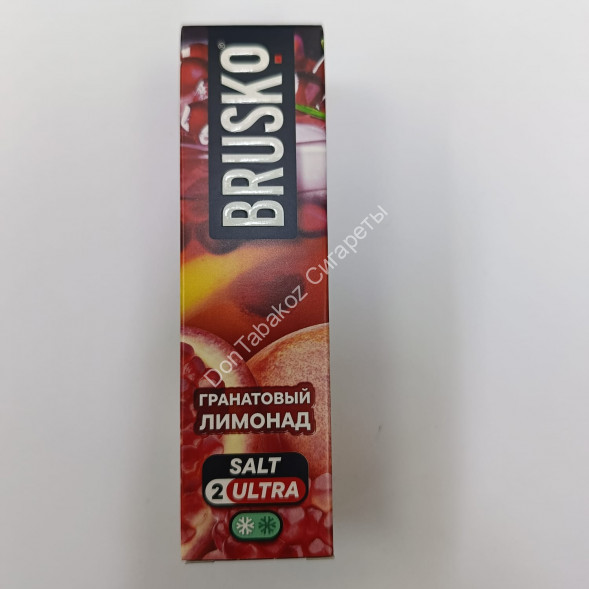 BRUSKO®
DonTabakoz Сигареты
ГРАНАТОВЫЙ
ЛИМОНАД
SALT
2 ULTRA